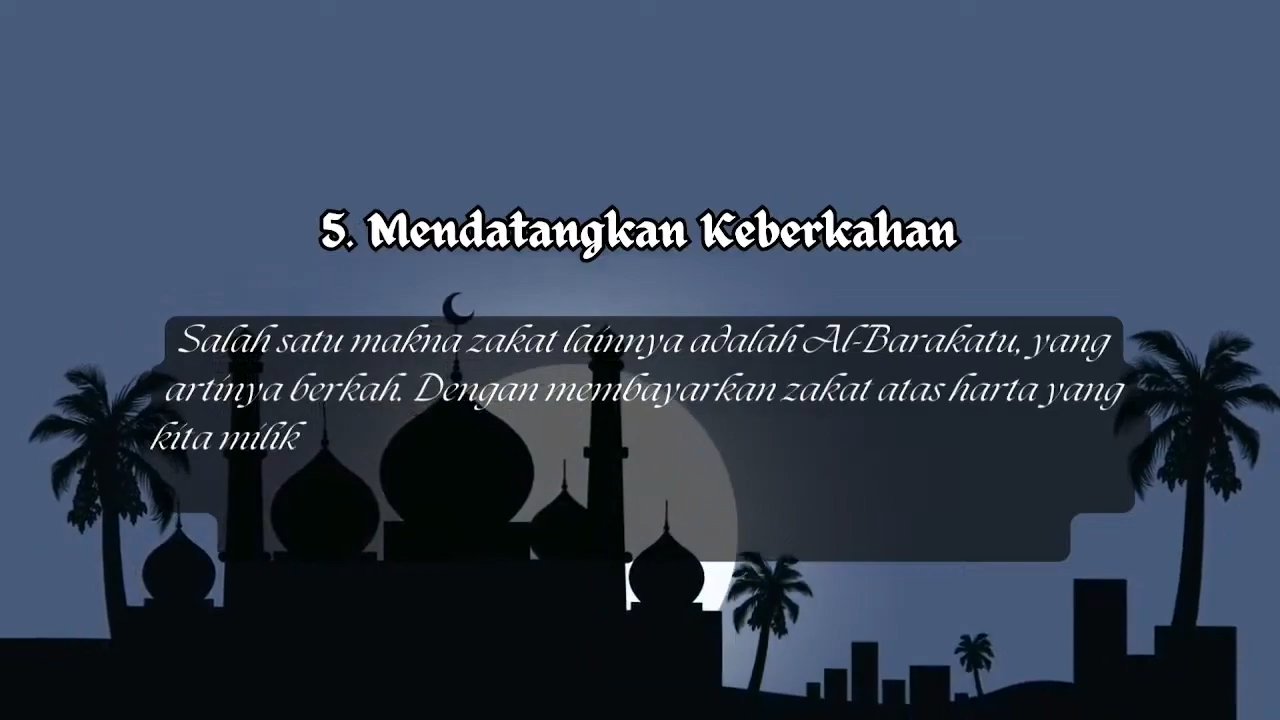 5. Mendatangkan Keberkahan
Salah satu makna zakat lainnya adalah Al-Barakatu, yang
artinya berkah. Dengan membayarkan zakat atas harta yang
kita milik